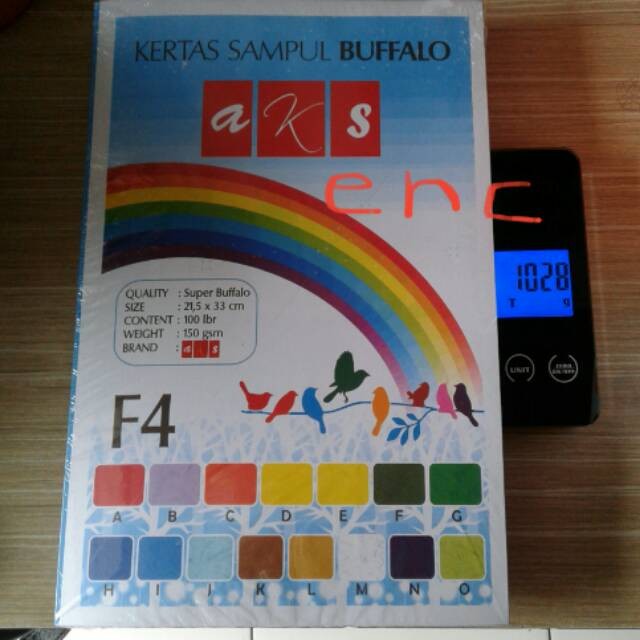 KERTAS SAMPUL BUFFALO
aKs
enc
1028
T g
UNIT
QUALITY : Super Buffalo
SIZE : 21,5 x 33 cm
CONTENT : 100 lbr
WEIGHT : 150 gsm
BRAND : aKs
F4
A B C D E F G
H I J K L M N O